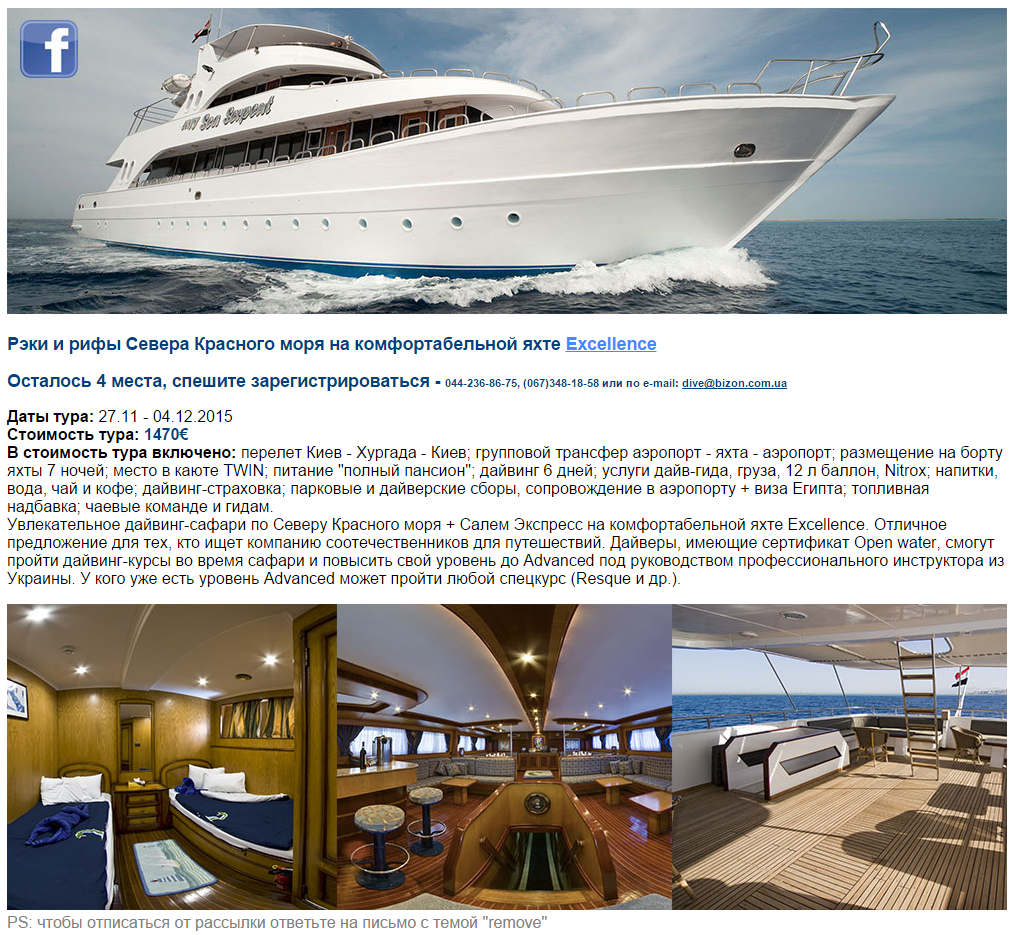 f
M/Y Sea Serpent
Рэки и рифы Севера Красного моря на комфортабельной яхте Excellence
Осталось 4 места, спешите зарегистрироваться - 044-236-86-75, (067)348-18-58 или по e-mail: dive@bizon.com.ua
Даты тура: 27.11 - 04.12.2015
Стоимость тура: 1470€
В стоимость тура включено: перелет Киев - Хургада - Киев; групповой трансфер аэропорт - яхта - аэропорт; размещение на борту
яхты 7 ночей; место в каюте TWIN; питание "полный пансион"; дайвинг 6 дней; услуги дайв-гида, груза, 12 л баллон, Nitrox; напитки,
вода, чай и кофе; дайвинг-страховка; парковые и дайверские сборы, сопровождение в аэропорту + виза Египта; топливная
надбавка; чаевые команде и гидам.
Увлекательное дайвинг-сафари по Северу Красного моря + Салем Экспресс на комфортабельной яхте Excellence. Отличное
предложение для тех, кто ищет компанию соотечественников для путешествий. Дайверы, имеющие сертификат Open water, смогут
пройти дайвинг-курсы во время сафари и повысить свой уровень до Advanced под руководством профессионального инструктора из
Украины. У кого уже есть уровень Advanced может пройти любой спецкурс (Resque и др.).
PS: чтобы отписаться от рассылки ответьте на письмо с темой "remove"